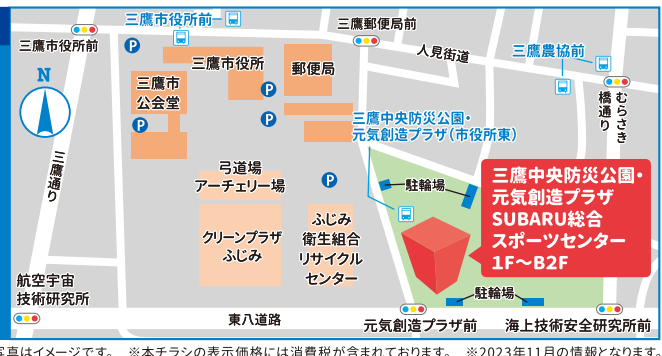 三鷹市役所前
三鷹郵便局前
三鷹市役所前
人見街道
三鷹農協前
三鷹市役所
郵便局
N
三鷹市
公会堂
むらさき
橋通り
三鷹中央防災公園・
元気創造プラザ(市役所東)
三鷹通り
弓道場
アーチェリー場
駐輪場
三鷹中央防災公園・
元気創造プラザ
SUBARU総合
スポーツセンター
1F〜B2F
クリーンプラザ
ふじみ
ふじみ
衛生組合
リサイクル
センター
航空宇宙
技術研究所
駐輪場
東八道路
元気創造プラザ前
海上技術安全研究所前
P
P
P
P
P
写真はイメージです。 ※本チラシの表示価格には消費税が含まれております。 ※2023年11月の情報となります。